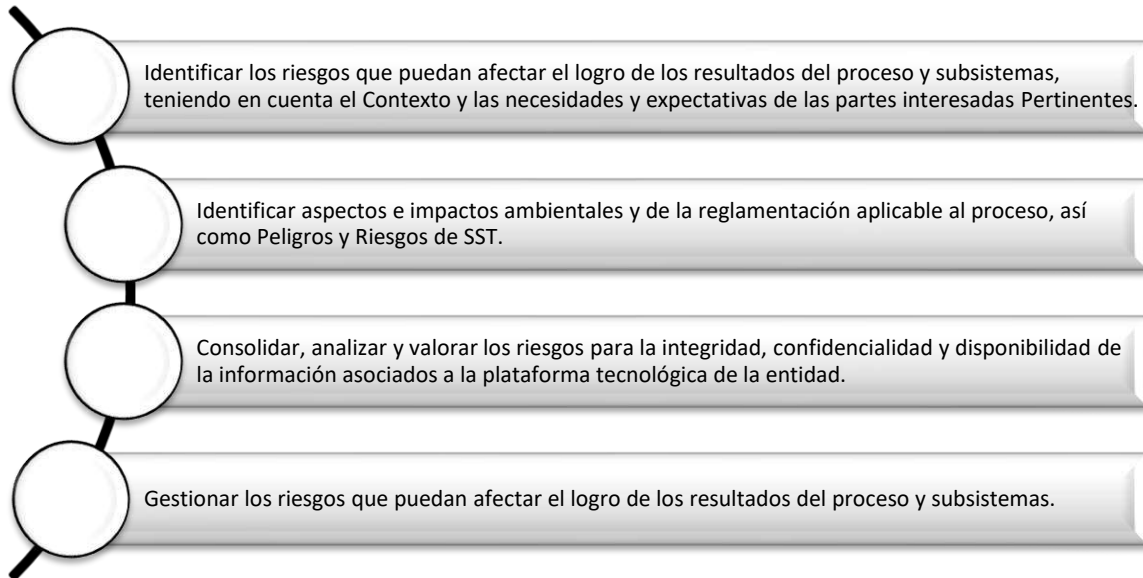 Identificar los riesgos que puedan afectar el logro de los resultados del proceso y subsistemas,
teniendo en cuenta el Contexto y las necesidades y expectativas de las partes interesadas Pertinentes.
Identificar aspectos e impactos ambientales y de la reglamentación aplicable al proceso, así
como Peligros y Riesgos de SST.
Consolidar, analizar y valorar los riesgos para la integridad, confidencialidad y disponibilidad de
la información asociados a la plataforma tecnológica de la entidad.
Gestionar los riesgos que puedan afectar el logro de los resultados del proceso y subsistemas.